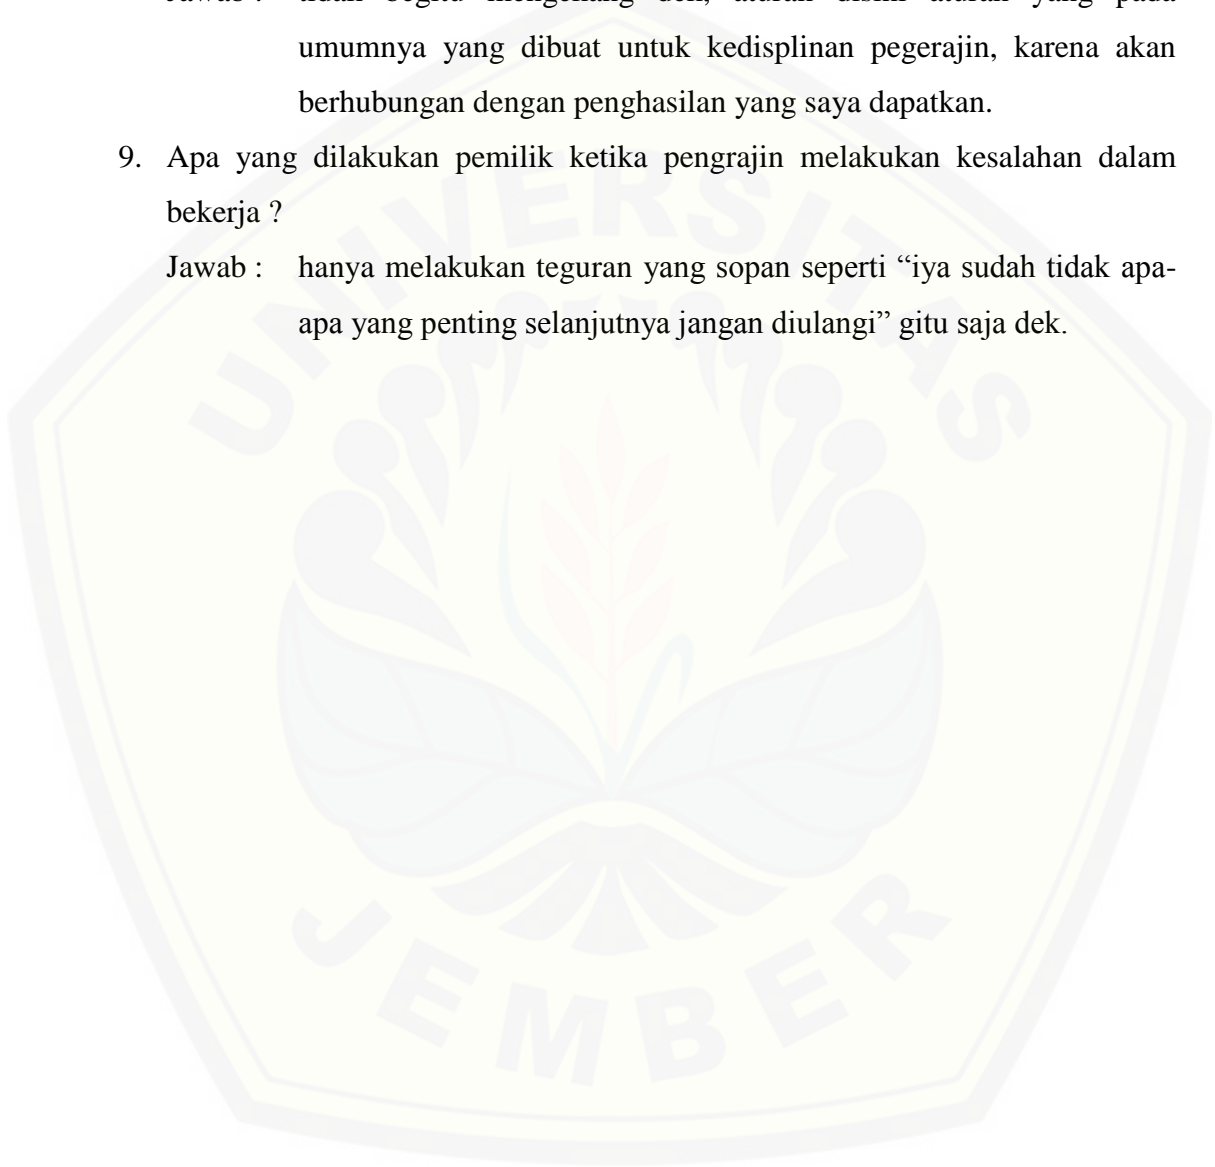 umumnya yang dibuat untuk kedisplinan pegerajin, karena akan
berhubungan dengan penghasilan yang saya dapatkan.
9. Apa yang dilakukan pemilik ketika pengrajin melakukan kesalahan dalam
bekerja ?
Jawab : hanya melakukan teguran yang sopan seperti “iya sudah tidak apa-
apa yang penting selanjutnya jangan diulangi” gitu saja dek.
UNIVERSITAS
JEMBER